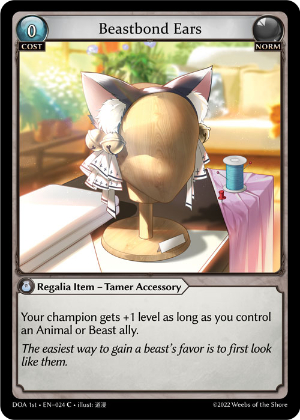 0
Beastbond Ears
COST
NORM
Regalia Item – Tamer Accessory
Your champion gets +1 level as long as you control
an Animal or Beast ally.
The easiest way to gain a beast's favor is to first look
like them.
DOA 1st • EN-024 C • illust: 道漫
©2022 Weebs of the Shore